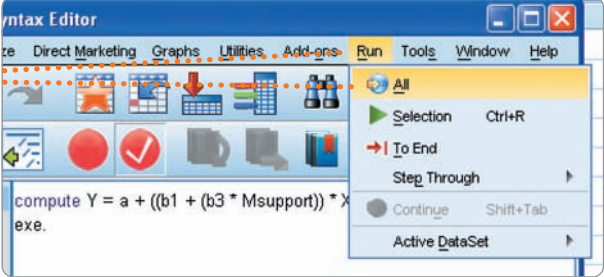 yntax Editor
ze Direct Marketing Graphs Utilities Add-ons Run Tools Window Help
All
Selection Ctrl+R
To End
Step Through
Continue Shift+Tab
Active DataSet
compute Y = a + ((b1 + (b3 * Msupport)) * X
exe.